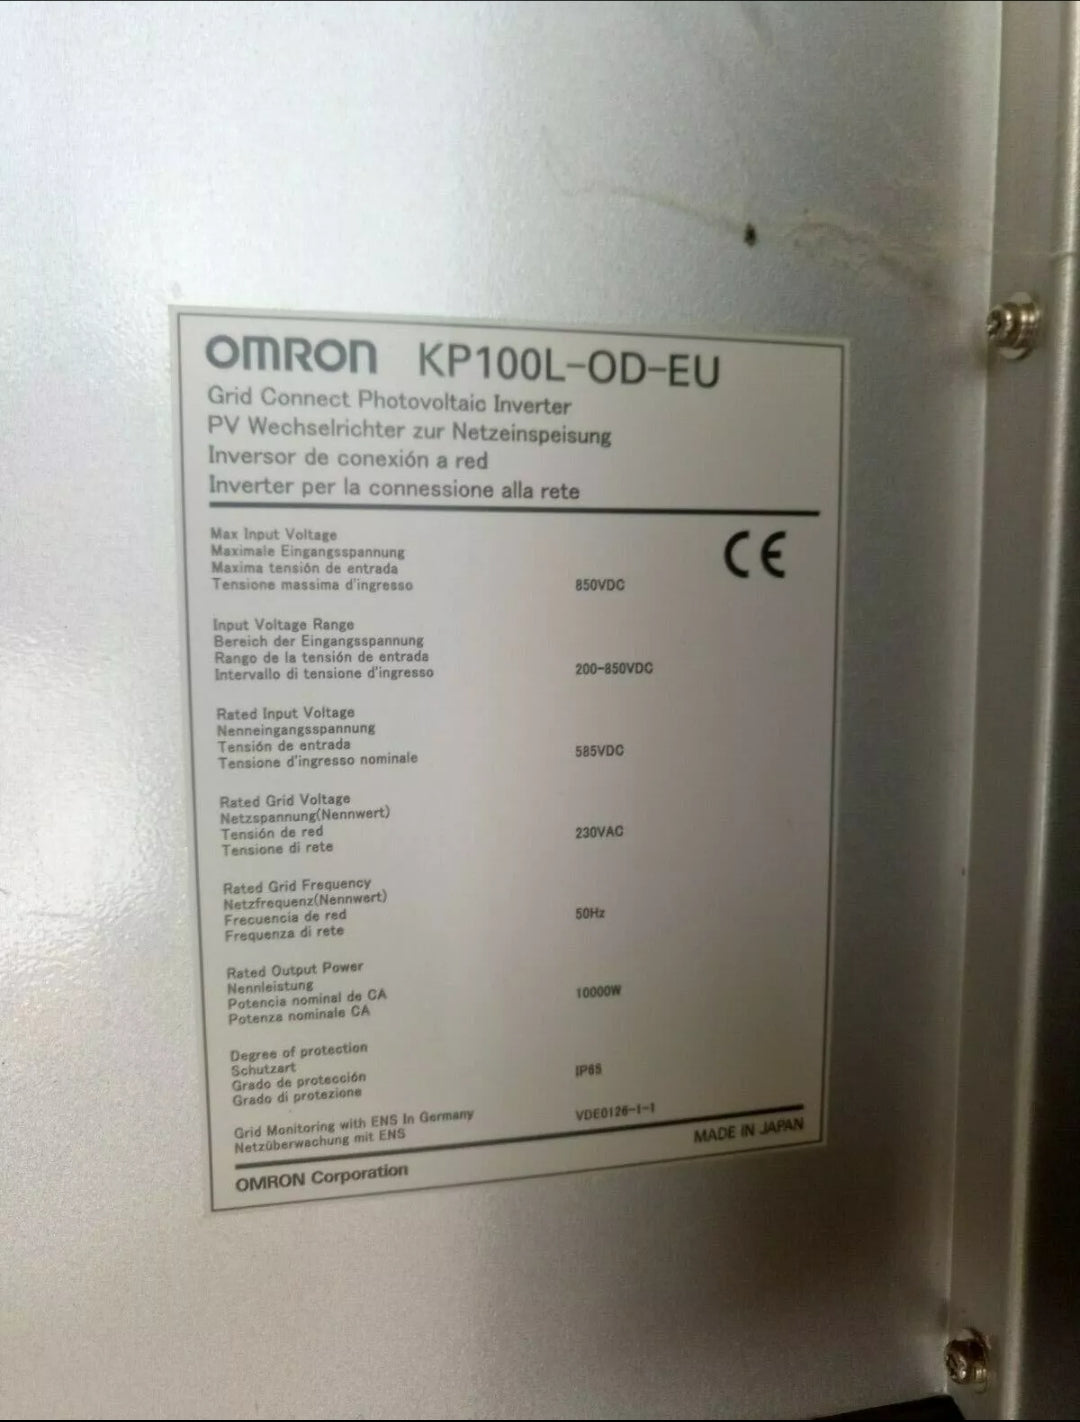 OMRON KP100L-OD-EU
Grid Connect Photovoltaic Inverter
PV Wechselrichter zur Netzeinspeisung
Inversor de conexión a red
Inverter per la connessione alla rete
CE
Max Input Voltage
Maximale Eingangsspannung
Maxima tensión de entrada
Tensione massima d'ingresso 850VDC
Input Voltage Range
Bereich der Eingangsspannung
Rango de la tensión de entrada
Intervallo di tensione d'ingresso 200-850VDC
Rated Input Voltage
Nenneingangsspannung
Tensión de entrada
Tensione d'ingresso nominale 585VDC
Rated Grid Voltage
Netzspannung(Nennwert)
Tensión de red 230VAC
Tensione di rete
Rated Grid Frequency
Netzfrequenz(Nennwert)
Frecuencia de red 50Hz
Frequenza di rete
Rated Output Power
Nennleistung
Potencia nominal de CA 10000W
Potenza nominale CA
Degree of protection
Schutzart IP65
Grado de protección
Grado di protezione
Grid Monitoring with ENS In Germany VDE0126-1-1
Netzüberwachung mit ENS
OMRON Corporation MADE IN JAPAN